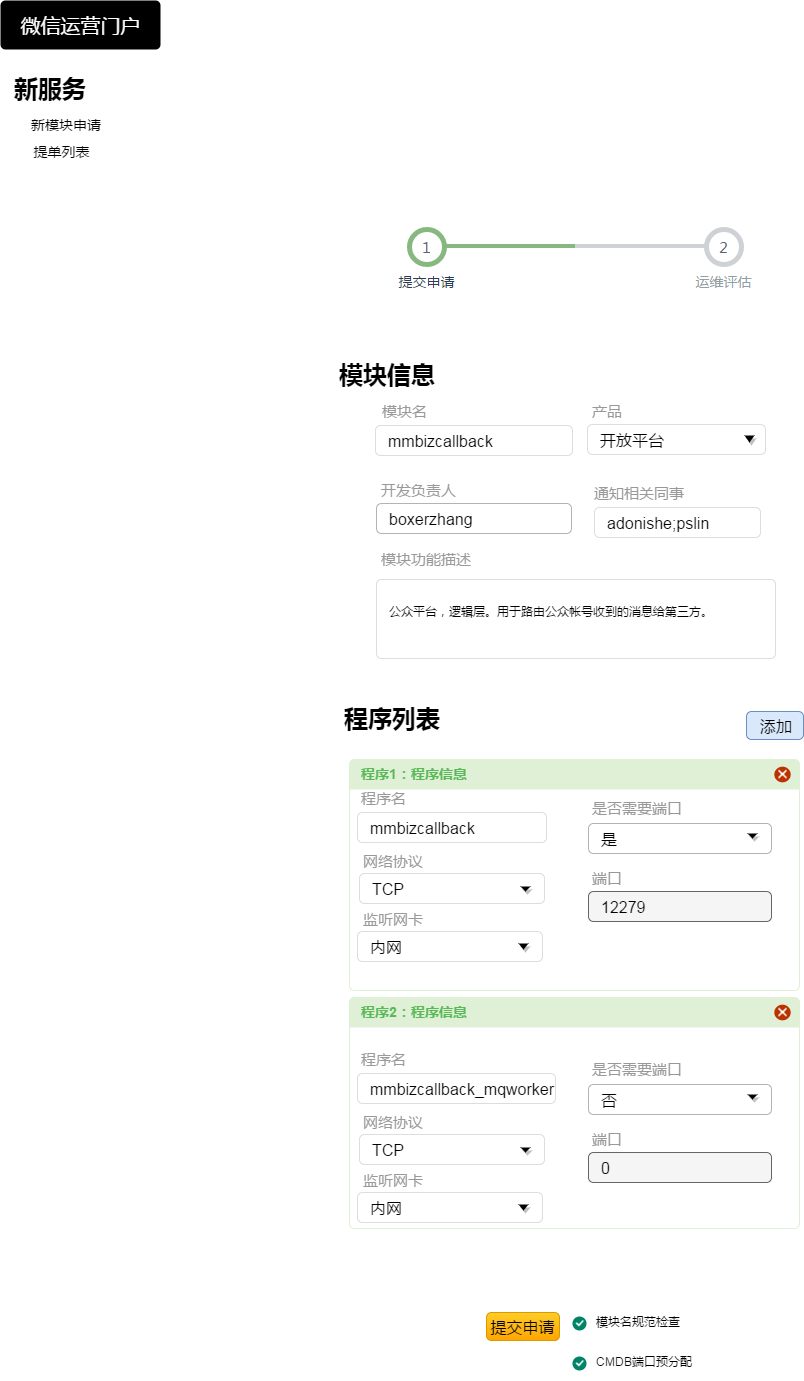 微信运营门户
新服务
新模块申请
提单列表
1
2
提交申请
运维评估
模块信息
模块名
产品
mmbizcallback
开放平台
开发负责人
通知相关同事
boxerzhang
adonishe;pslin
模块功能描述
公众平台，逻辑层。用于路由公众帐号收到的消息给第三方。
程序列表
添加
程序1：程序信息
程序名
是否需要端口
mmbizcallback
是
网络协议
端口
TCP
12279
监听网卡
内网
程序2：程序信息
程序名
是否需要端口
mmbizcallback_mqworker
否
网络协议
端口
TCP
0
监听网卡
内网
提交申请
模块名规范检查
CMDB端口预分配